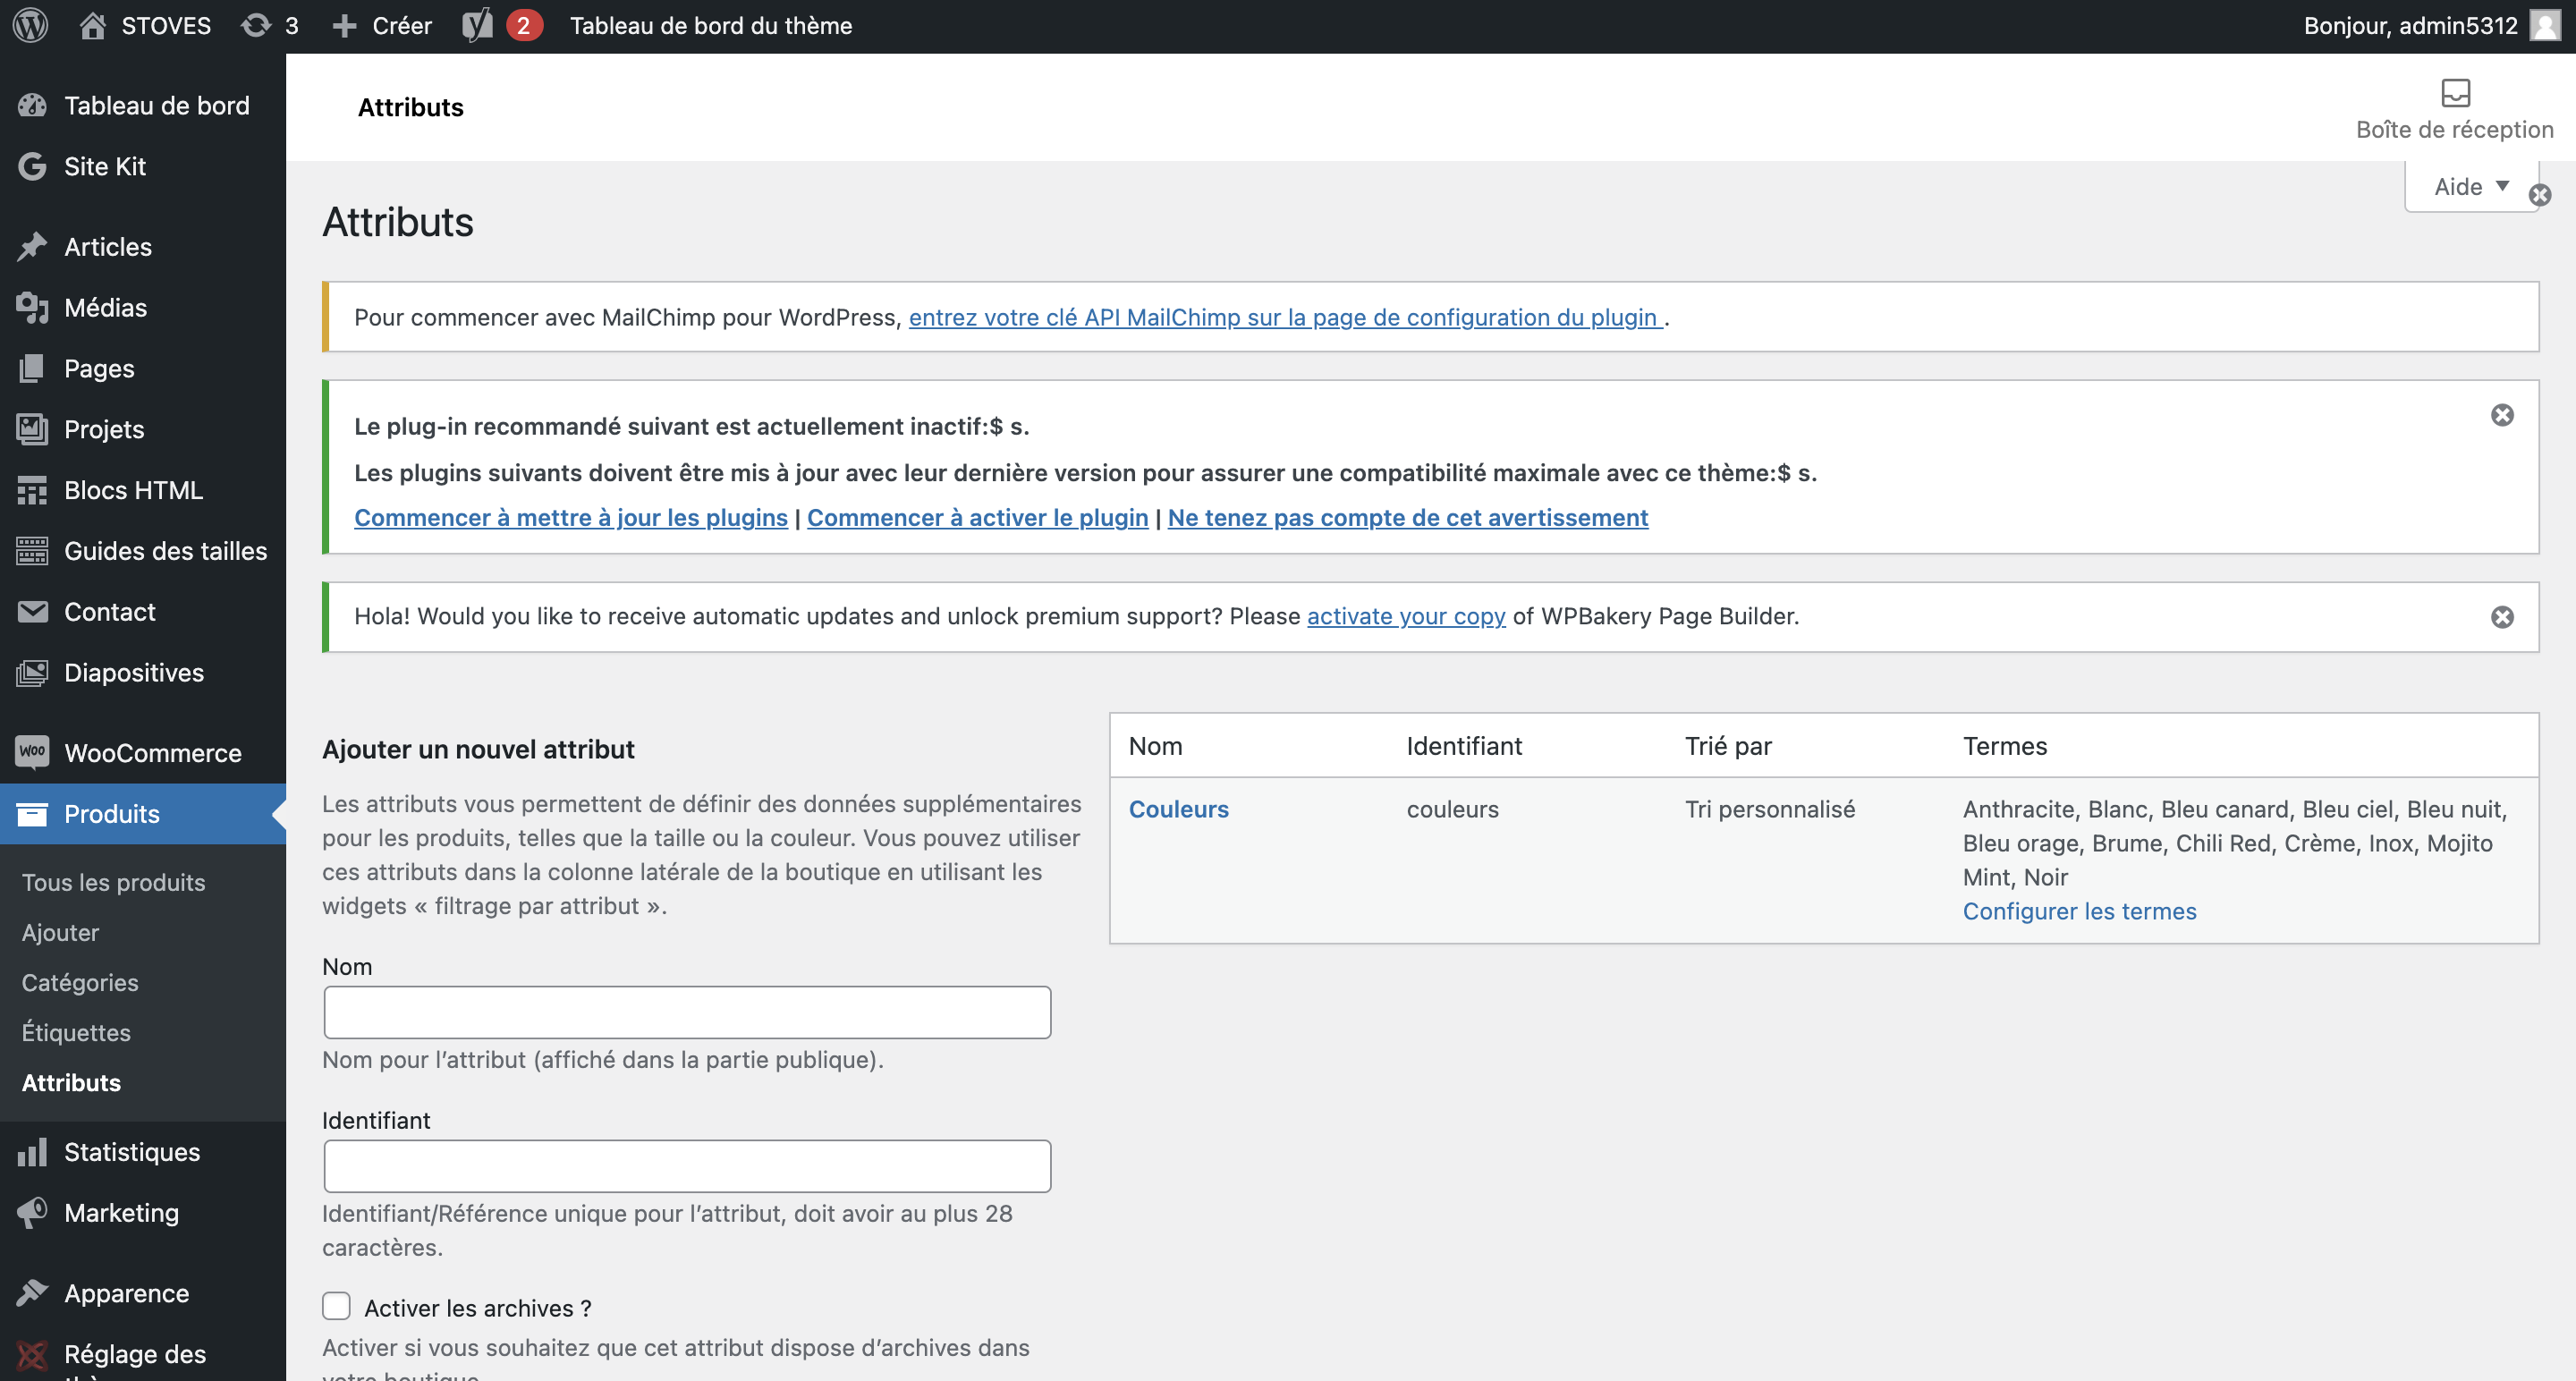 STOVES
3
Créer
2
Tableau de bord du thème
Bonjour, admin5312
Tableau de bord
Site Kit
Articles
Médias
Pages
Projets
Blocs HTML
Guides des tailles
Contact
Diapositives
WOO
WooCommerce
Produits
Tous les produits
Ajouter
Catégories
Étiquettes
Attributs
Statistiques
Marketing
Apparence
Réglage des
Attributs
Boîte de réception
Aide
Attributs
Pour commencer avec MailChimp pour WordPress, entrez votre clé API MailChimp sur la page de configuration du plugin .
Le plug-in recommandé suivant est actuellement inactif:$ s.
Les plugins suivants doivent être mis à jour avec leur dernière version pour assurer une compatibilité maximale avec ce thème:$ s.
Commencer à mettre à jour les plugins | Commencer à activer le plugin | Ne tenez pas compte de cet avertissement
Hola! Would you like to receive automatic updates and unlock premium support? Please activate your copy of WPBakery Page Builder.
Ajouter un nouvel attribut
Les attributs vous permettent de définir des données supplémentaires
pour les produits, telles que la taille ou la couleur. Vous pouvez utiliser
ces attributs dans la colonne latérale de la boutique en utilisant les
widgets « filtrage par attribut ».
Nom
Nom pour l’attribut (affiché dans la partie publique).
Identifiant
Identifiant/Référence unique pour l’attribut, doit avoir au plus 28
caractères.
Activer les archives ?
Activer si vous souhaitez que cet attribut dispose d’archives dans
votre boutique.
Nom Identifiant Trié par Termes
Couleurs couleurs Tri personnalisé Anthracite, Blanc, Bleu canard, Bleu ciel, Bleu nuit,
Bleu orage, Brume, Chili Red, Crème, Inox, Mojito
Mint, Noir
Configurer les termes